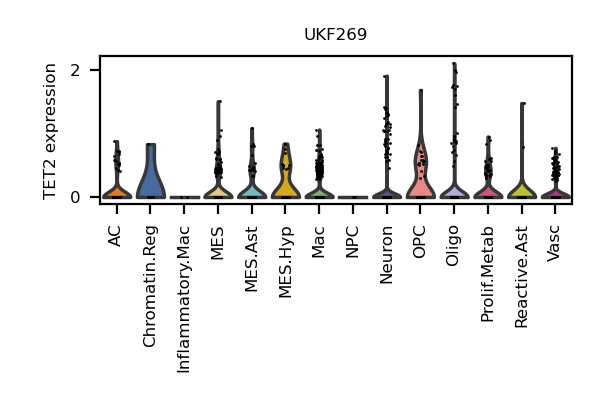 UKF269
TET2 expression
2
0
AC
Chromatin.Reg
Inflammatory.Mac
MES
MES.Ast
MES.Hyp
Mac
NPC
Neuron
OPC
Oligo
Prolif.Metab
Reactive.Ast
Vasc